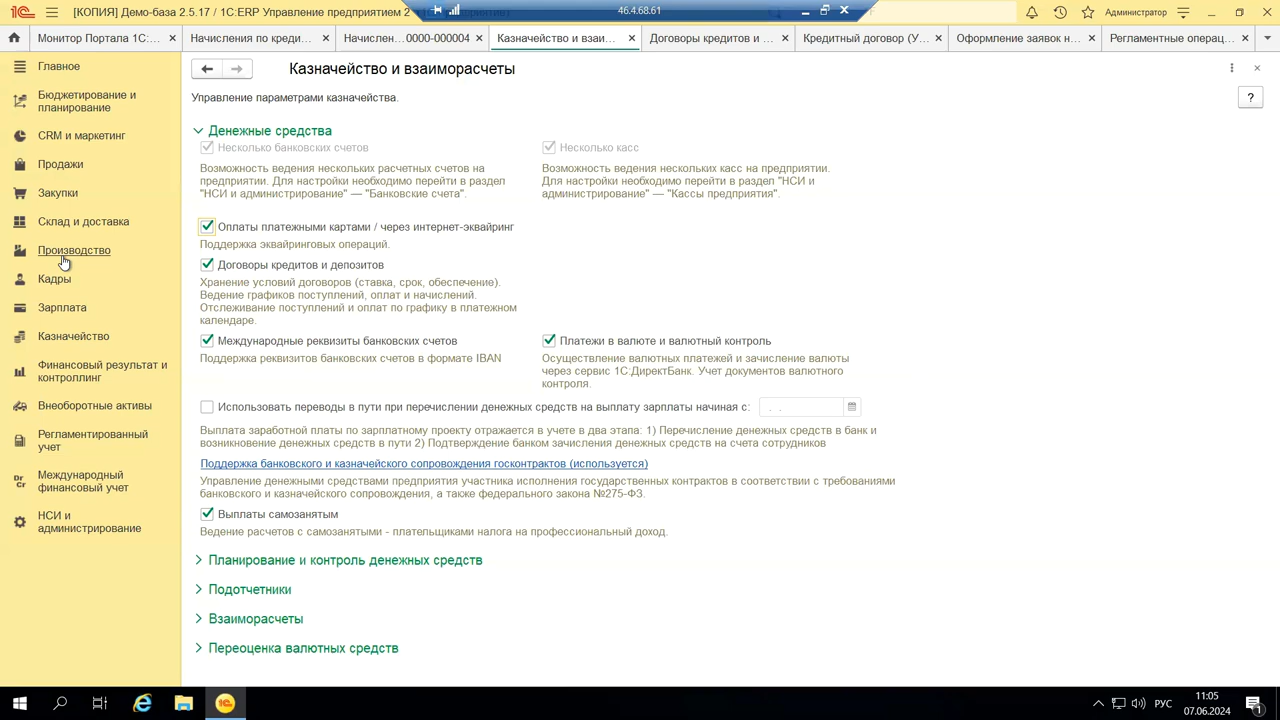 [КОПИЯ] Демо-база 2.5.17 / 1С:ERP Управление предприятием 2
46.4.68.61
Администратор
Монитор Портала 1С:...
Начисления по креди...
Начислен...0000-000004
Казначейство и взаи...
Договоры кредитов и ...
Кредитный договор (У...
Оформление заявок н...
Регламентные операц...
Главное
Бюджетирование и
планирование
CRM и маркетинг
Продажи
Закупки
Склад и доставка
Производство
Кадры
Зарплата
Казначейство
Финансовый результат и
контроллинг
Внеоборотные активы
Регламентированный
учет
Международный
финансовый учет
НСИ и
администрирование
Казначейство и взаиморасчеты
Управление параметрами казначейства.
?
Денежные средства
Несколько банковских счетов
Возможность ведения нескольких расчетных счетов на
предприятии. Для настройки необходимо перейти в раздел
"НСИ и администрирование" — "Банковские счета".
Несколько касс
Возможность ведения нескольких касс на предприятии.
Для настройки необходимо перейти в раздел "НСИ и
администрирование" — "Кассы предприятия".
Оплаты платежными картами / через интернет-эквайринг
Поддержка эквайринговых операций.
Договоры кредитов и депозитов
Хранение условий договоров (ставка, срок, обеспечение).
Ведение графиков поступлений, оплат и начислений.
Отслеживание поступлений и оплат по графику в платежном
календаре.
Международные реквизиты банковских счетов
Поддержка реквизитов банковских счетов в формате IBAN
Платежи в валюте и валютный контроль
Осуществление валютных платежей и зачисление валюты
через сервис 1С:ДиректБанк. Учет документов валютного
контроля.
Использовать переводы в пути при перечислении денежных средств на выплату зарплаты начиная с:
Выплата заработной платы по зарплатному проекту отражается в учете в два этапа: 1) Перечисление денежных средств в банк и
возникновение денежных средств в пути 2) Подтверждение банком зачисления денежных средств на счета сотрудников
Поддержка банковского и казначейского сопровождения госконтрактов (используется)
Управление денежными средствами предприятия участника исполнения государственных контрактов в соответствии с требованиями
банковского и казначейского сопровождения, а также федерального закона №275-ФЗ.
Выплаты самозанятым
Ведение расчетов с самозанятыми - плательщиками налога на профессиональный доход.
Планирование и контроль денежных средств
Подотчетники
Взаиморасчеты
Переоценка валютных средств
РУС
11:05
07.06.2024
1